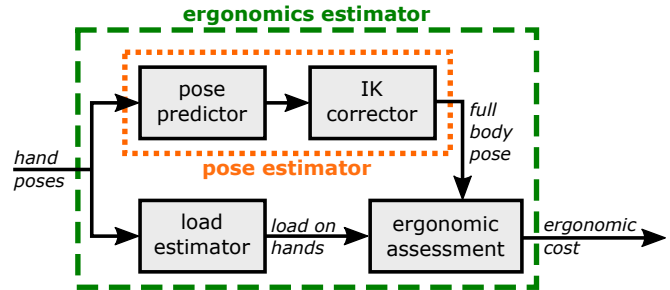 ergonomics estimator
pose
predictor
IK
corrector
full
body
pose
hand
poses
pose estimator
load
estimator
load on
hands
ergonomic
assessment
ergonomic
cost